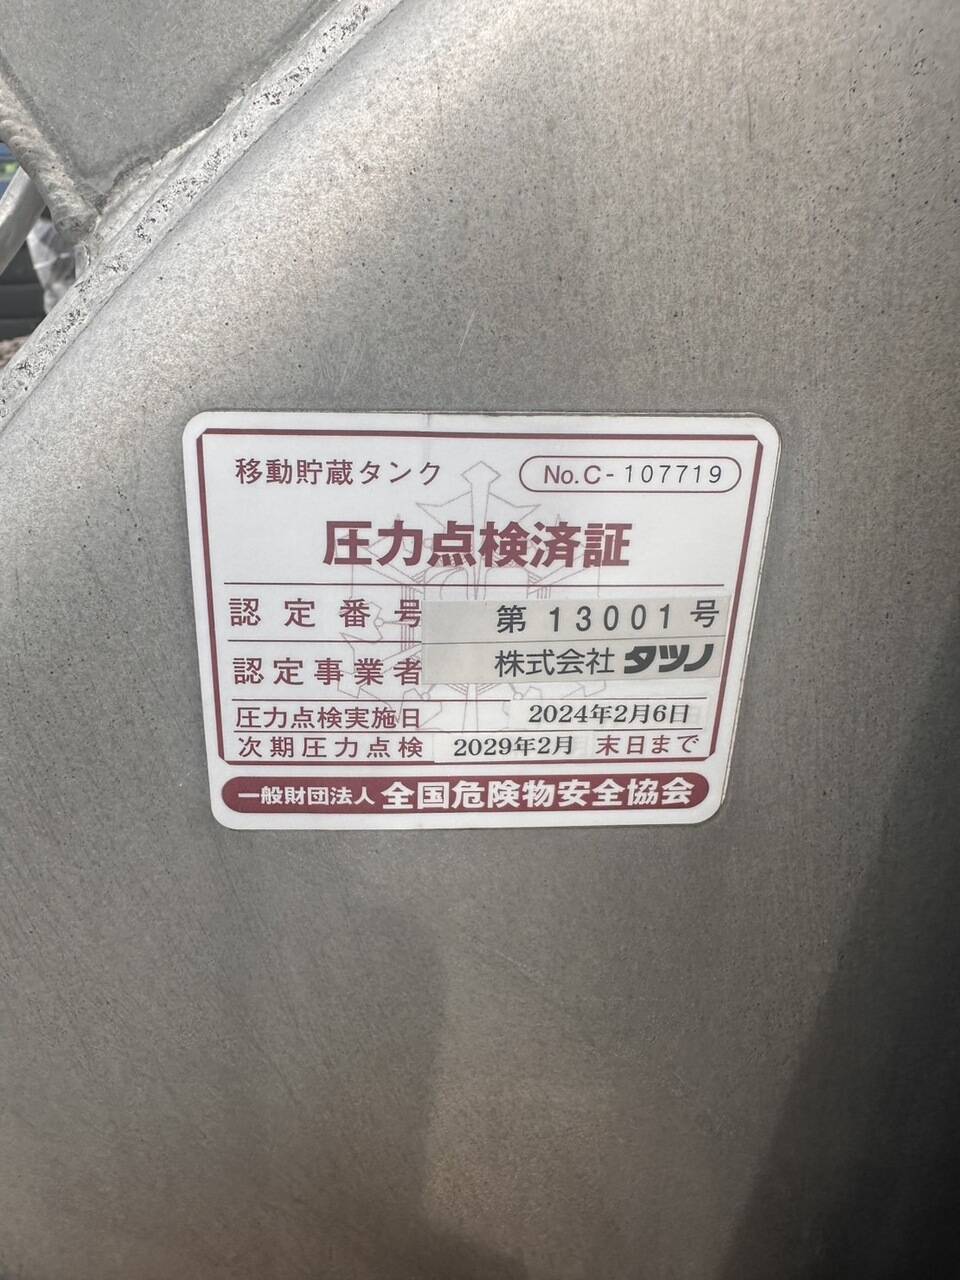 移動貯蔵タンク No.C-107719
圧力点検済証
認定番号 第13001号
認定事業者 株式会社タツノ
圧力点検実施日 2024年2月6日
次期圧力点検 2029年2月 末日まで
一般財団法人 全国危険物安全協会